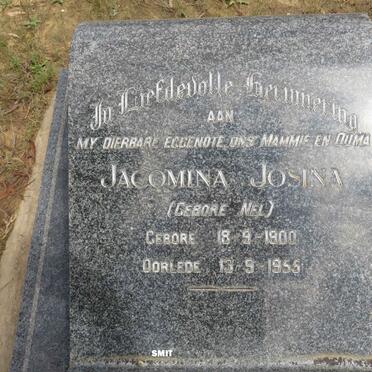 In Liefdevolle Herinnering
AAN
MY DIERBARE EGGENOTE ONS MAMMIE EN OUMA
JACOMINA JOSINA
(GEBORE NEL)
GEBORE 18-9-1900
OORLEDE 13-9-1955
SMIT